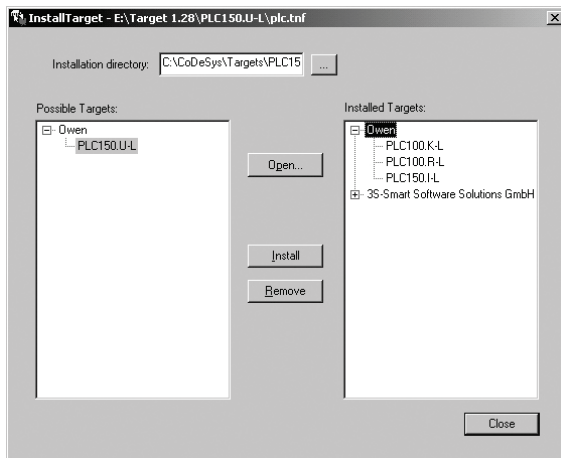 InstallTarget - E:\Target 1.28\PLC150.U-L\plc.tnf
Installation directory: C:\CoDeSys\Targets\PLC15 ...
Possible Targets:
Owen
PLC150.U-L
Open...
Install
Remove
Installed Targets:
Owen
PLC100.K-L
PLC100.R-L
PLC150.I-L
3S-Smart Software Solutions GmbH
Close